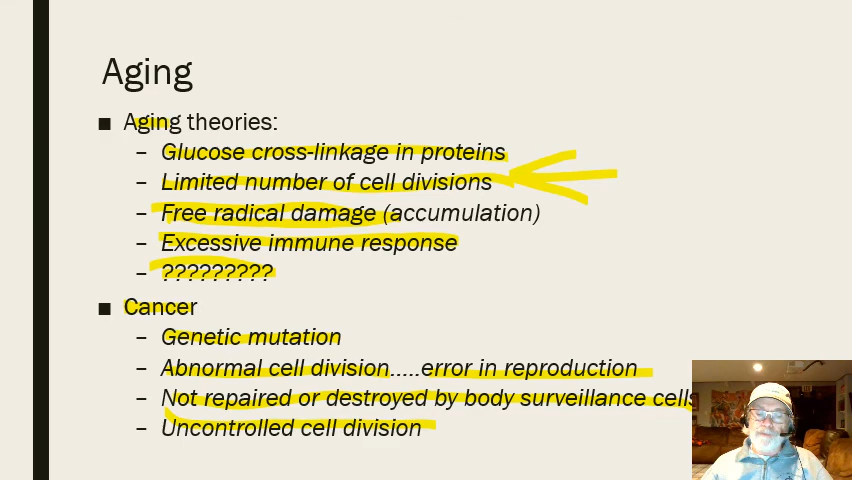 Aging
■ Aging theories:
– Glucose cross-linkage in proteins
– Limited number of cell divisions
– Free radical damage (accumulation)
– Excessive immune response
– ?????????
■ Cancer
– Genetic mutation
– Abnormal cell division.....error in reproduction
– Not repaired or destroyed by body surveillance cells
– Uncontrolled cell division